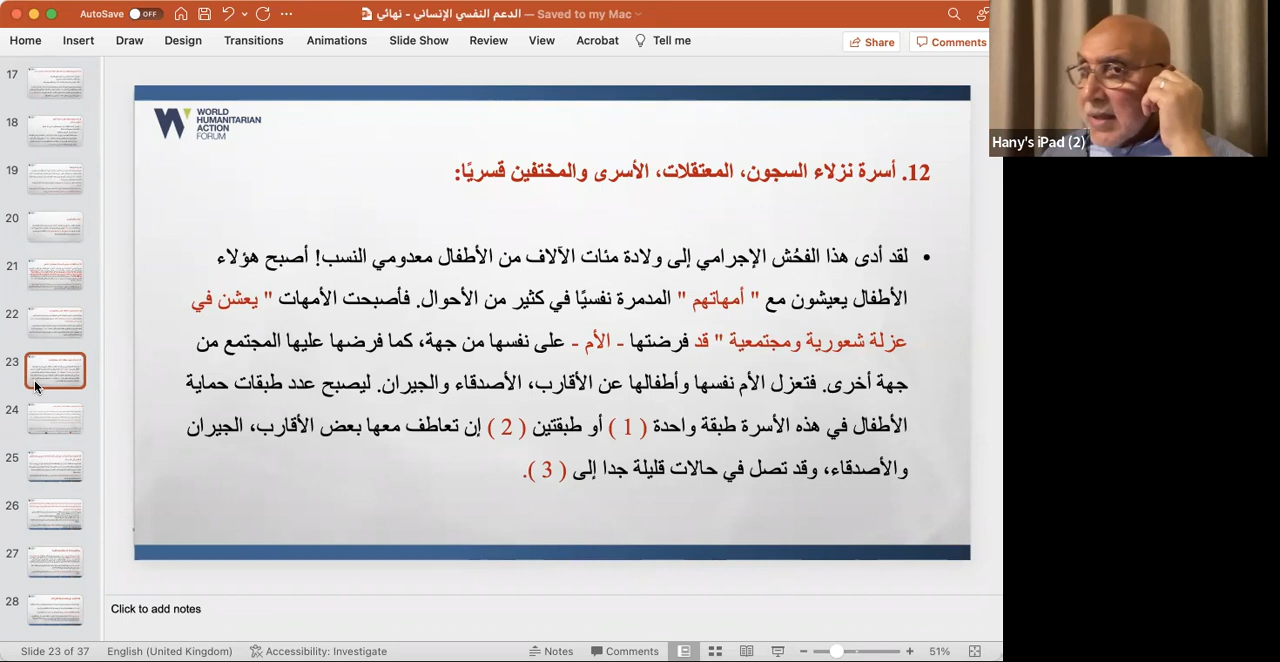 AutoSave
OFF
الدعم النفسي الإنساني - نهائي — Saved to my Mac
Home Insert Draw Design Transitions Animations Slide Show Review View Acrobat Tell me
Share
Comments
Hany's iPad (2)
17
18
19
20
21
22
23
24
25
26
27
28
WORLD
HUMANITARIAN
ACTION
FORUM
12. أسرة نزلاء السجون، المعتقلات، الأسرى والمختفين قسريًا:
• لقد أدى هذا الفحُش الإجرامي إلى ولادة مئات الآلاف من الأطفال معدومي النسب! أصبح هؤلاء
الأطفال يعيشون مع " أمهاتهم " المدمرة نفسيًا في كثير من الأحوال. فأصبحت الأمهات " يعشن في
عزلة شعورية ومجتمعية " قد فرضتها - الأم - على نفسها من جهة، كما فرضها عليها المجتمع من
جهة أخرى. فتعزل الأم نفسها وأطفالها عن الأقارب، الأصدقاء والجيران. ليصبح عدد طبقات حماية
الأطفال في هذه الأسرة طبقة واحدة ( 1 ) أو طبقتين ( 2 ) إن تعاطف معها بعض الأقارب، الجيران
والأصدقاء، وقد تصل في حالات قليلة جدا إلى ( 3 ).
Click to add notes
Slide 23 of 37 English (United Kingdom) Accessibility: Investigate Notes Comments 51%